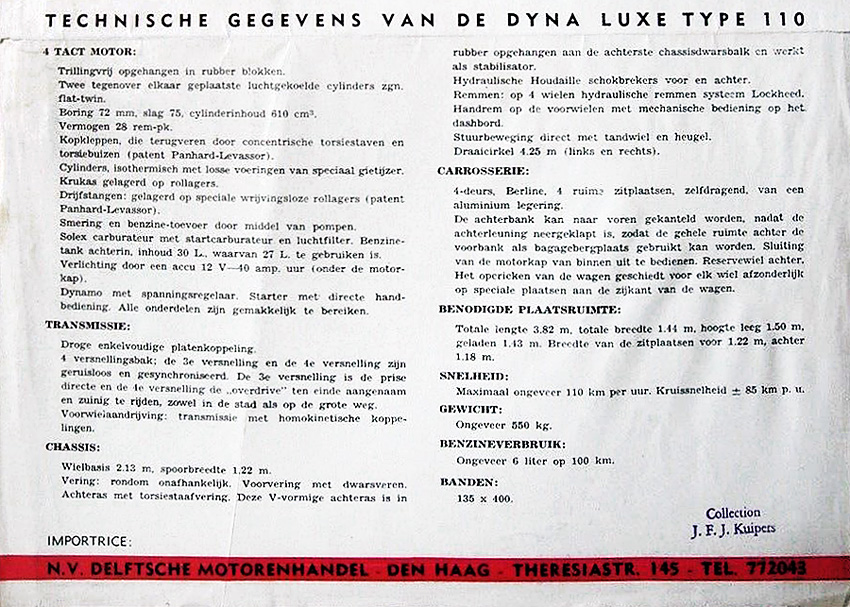 TECHNISCHE GEGEVENS VAN DE DYNA LUXE TYPE 110
4 TACT MOTOR:
Trillingvrij opgehangen in rubber blokken.
Twee tegenover elkaar geplaatste luchtgekoelde cylinders zgn.
flat-twin.
Boring 72 mm, slag 75, cylinderinhoud 610 cm³.
Vermogen 28 rem-pk.
Kopkleppen, die terugveren door concentrische torsiestaven en
torsiebuizen (patent Panhard-Levassor).
Cylinders, isothermisch met losse voeringen van speciaal gietijzer.
Krukas gelagerd op rollagers.
Drijfstangen: gelagerd op speciale wrijvingsloze rollagers (patent
Panhard-Levassor).
Smering en benzine-toevoer door middel van pompen.
Solex carburateur met startcarburateur en luchtfilter. Benzine-
tank achterin, inhoud 30 L., waarvan 27 L. te gebruiken is.
Verlichting door een accu 12 V—40 amp. uur (onder de motor-
kap).
Dynamo met spanningsregelaar. Starter met directe hand-
bediening. Alle onderdelen zijn gemakkelijk te bereiken.
TRANSMISSIE:
Droge enkelvoudige platenkoppeling.
4 versnellingsbak; de 3e versnelling en de 4e versnelling zijn
geruisloos en gesynchroniseerd. De 3e versnelling is de prise
directe en de 4e versnelling de „overdrive" ten einde aangenaam
en zuinig te rijden, zowel in de stad als op de grote weg.
Voorwielaandrijving: transmissie met homokinetische koppe-
lingen.
CHASSIS:
Wielbasis 2.13 m, spoorbreedte 1.22 m.
Vering: rondom onafhankelijk. Voorvering met dwarsveren.
Achteras met torsiestaafvering. Deze V-vormige achteras is in
rubber opgehangen aan de achterste chassisdwarsbalk en werkt
als stabilisator.
Hydraulische Houdaille schokbrekers voor en achter.
Remmen: op 4 wielen hydraulische remmen systeem Lockheed.
Handrem op de voorwielen met mechanische bediening op het
dashbord.
Stuurbeweging direct met tandwiel en heugel.
Draaicirkel 4.25 m (links en rechts).
CARROSSERIE:
4-deurs, Berline, 4 ruime zitplaatsen, zelfdragend, van een
aluminium legering.
De achterbank kan naar voren gekanteld worden, nadat de
achterleuning neergeklapt is, zodat de gehele ruimte achter de
voorbank als bagagebergplaats gebruikt kan worden. Sluiting
van de motorkap van binnen uit te bedienen. Reservewiel achter.
Het opcrieken van de wagen geschiedt voor elk wiel afzonderlijk
op speciale plaatsen aan de zijkant van de wagen.
BENODIGDE PLAATSRUIMTE:
Totale lengte 3.82 m, totale breedte 1.44 m, hoogte leeg 1.50 m,
geladen 1.43 m. Breedte van de zitplaatsen voor 1.22 m, achter
1.18 m.
SNELHEID:
Maximaal ongeveer 110 km per uur. Kruissnelheid ± 85 km p. u.
GEWICHT:
Ongeveer 550 kg.
BENZINEVERBRUIK:
Ongeveer 6 liter op 100 km.
BANDEN:
135 x 400.
Collection
J. F. J. Kuipers
IMPORTRICE:
N.V. DELFTSCHE MOTORENHANDEL - DEN HAAG - THERESIASTR. 145 - TEL. 772043